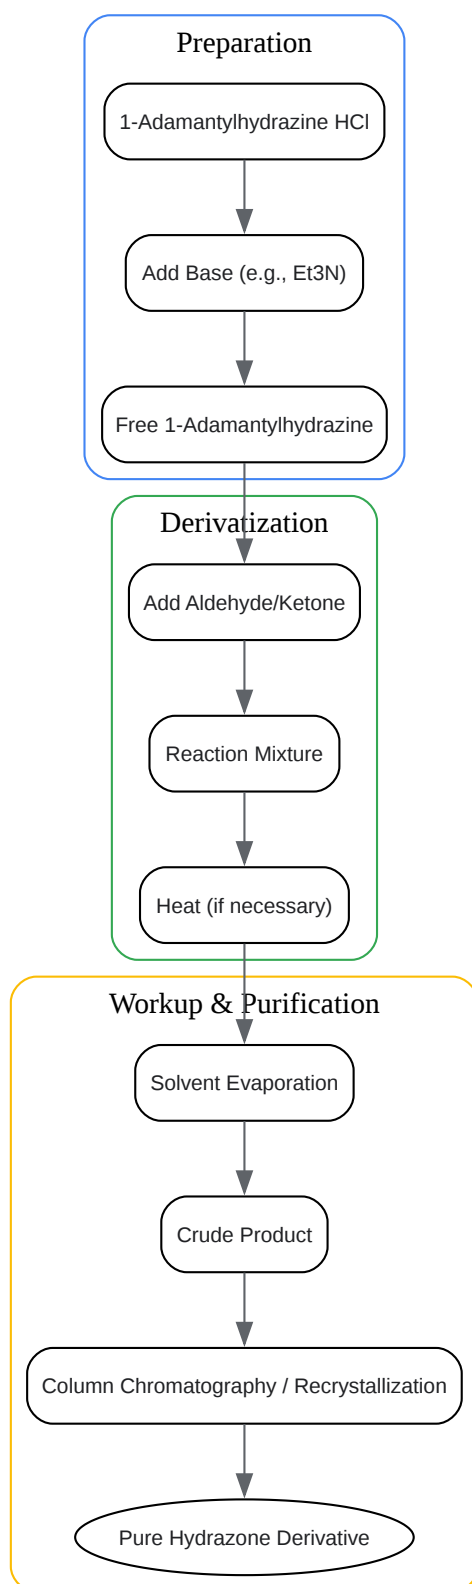 Preparation
1-Adamantylhydrazine HCl
Add Base (e.g., Et3N)
Free 1-Adamantylhydrazine
Derivatization
Add Aldehyde/Ketone
Reaction Mixture
Heat (if necessary)
Workup & Purification
Solvent Evaporation
Crude Product
Column Chromatography / Recrystallization
Pure Hydrazone Derivative